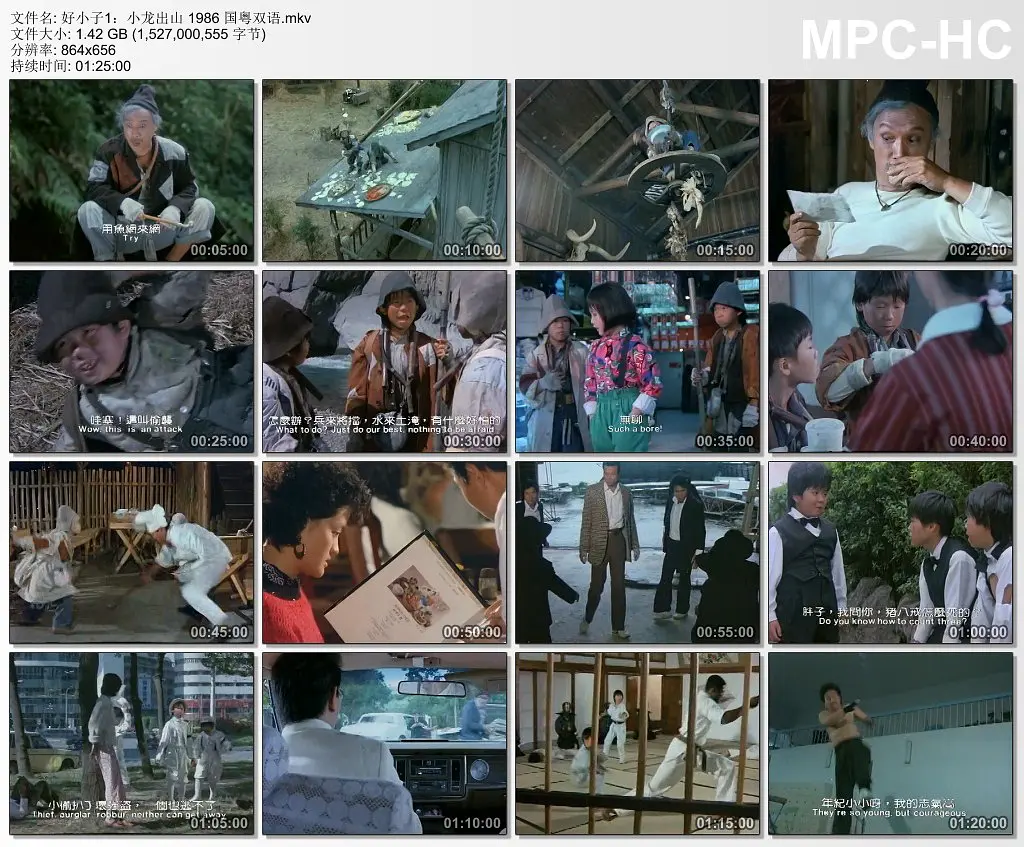 文件名: 好小子1：小龙出山 1986 国粤双语.mkv
MPC-HC
文件大小: 1.42 GB (1,527,000,555 字节)
分辨率: 864x656
持续时间: 01:25:00
用魚網來網
Try
00:05:00
00:10:00
00:15:00
00:20:00
哇塞！這叫偷襲
Wow, this is an attack
00:25:00
怎麼辦？兵來將擋，水來土淹，有什麼好怕的
What to do? Just do our best, nothing to be afraid
00:30:00
無聊！
Such a bore!
00:35:00
00:40:00
00:45:00
00:50:00
00:55:00
胖子，我問你，豬八戒怎麼死的？
Do you know how to count three?
01:00:00
小偷扒手壞強盜，一個也逃不了
Thief, burglar robbur, neither can get away
01:05:00
01:10:00
01:15:00
年紀小小呀，我的志氣高
They're so young, but courageous
01:20:00